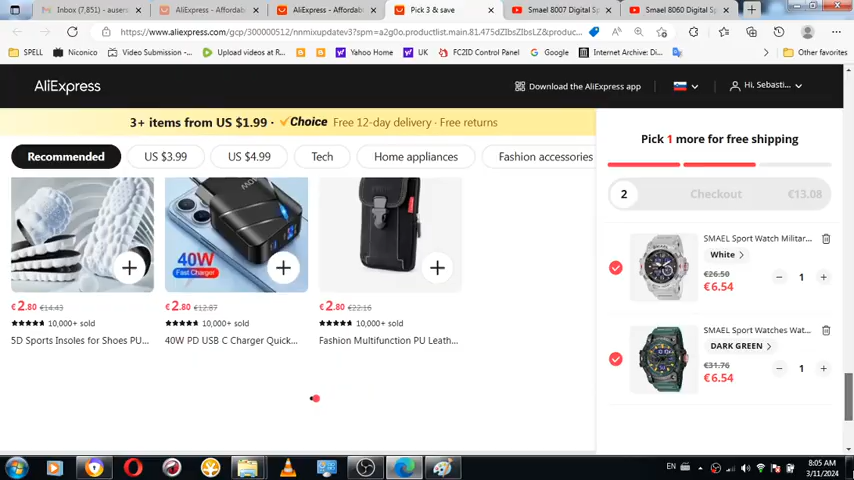 Inbox (7,851) - ausers
AliExpress - Affordab
AliExpress - Affordab
Pick 3 & save
Smael 8007 Digital Sp
Smael 8060 Digital Sp
https://www.aliexpress.com/gcp/300000512/nnmixupdatev3?spm=a2g0o.productlist.main.81.475dZIbsZIbsLZ&produc...
SPELL
Niconico
Video Submission -...
Upload videos at R...
Yahoo Home
UK
FC2ID Control Panel
Google
Internet Archive: Di...
Other favorites
AliExpress
Download the AliExpress app
Hi, Sebasti...
3+ items from US $1.99 · Choice Free 12-day delivery · Free returns
Recommended
US $3.99
US $4.99
Tech
Home appliances
Fashion accessories
Pick 1 more for free shipping
2
Checkout
€13.08
40W
Fast Charger
SMAEL Sport Watch Militar...
White
€26.50
€6.54
1
SMAEL Sport Watches Wat...
DARK GREEN
€31.76
€6.54
1
€2.80 €14.43
€2.80 €12.87
€2.80 €22.16
10,000+ sold
10,000+ sold
10,000+ sold
5D Sports Insoles for Shoes PU...
40W PD USB C Charger Quick...
Fashion Multifunction PU Leath...
EN
8:05 AM
3/11/2024